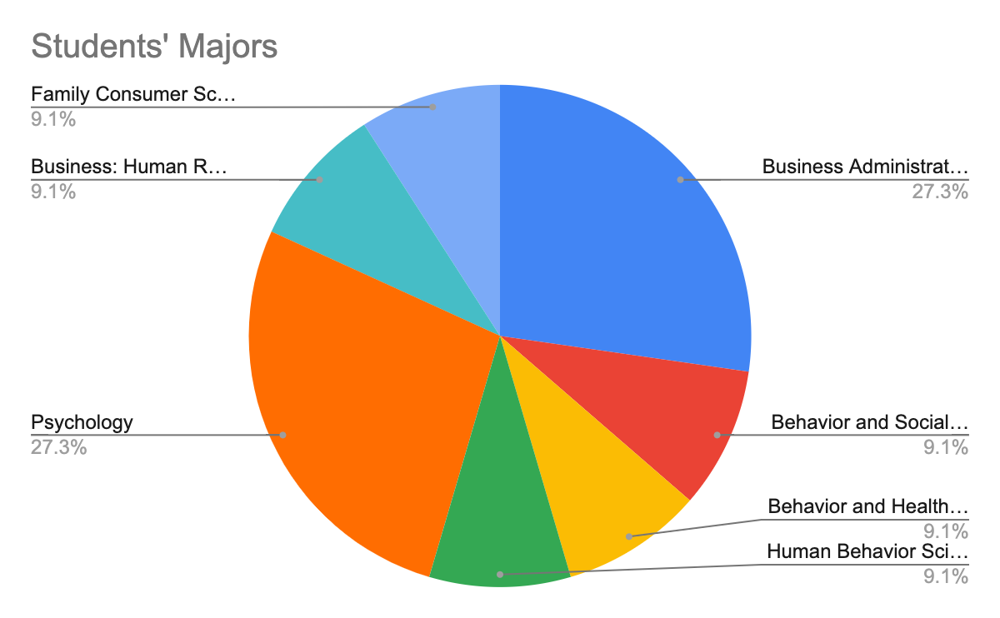 Students' Majors
Family Consumer Sc…
9.1%
Business: Human R…
9.1%
Psychology
27.3%
Business Administrat…
27.3%
Behavior and Social…
9.1%
Behavior and Health…
9.1%
Human Behavior Sci…
9.1%